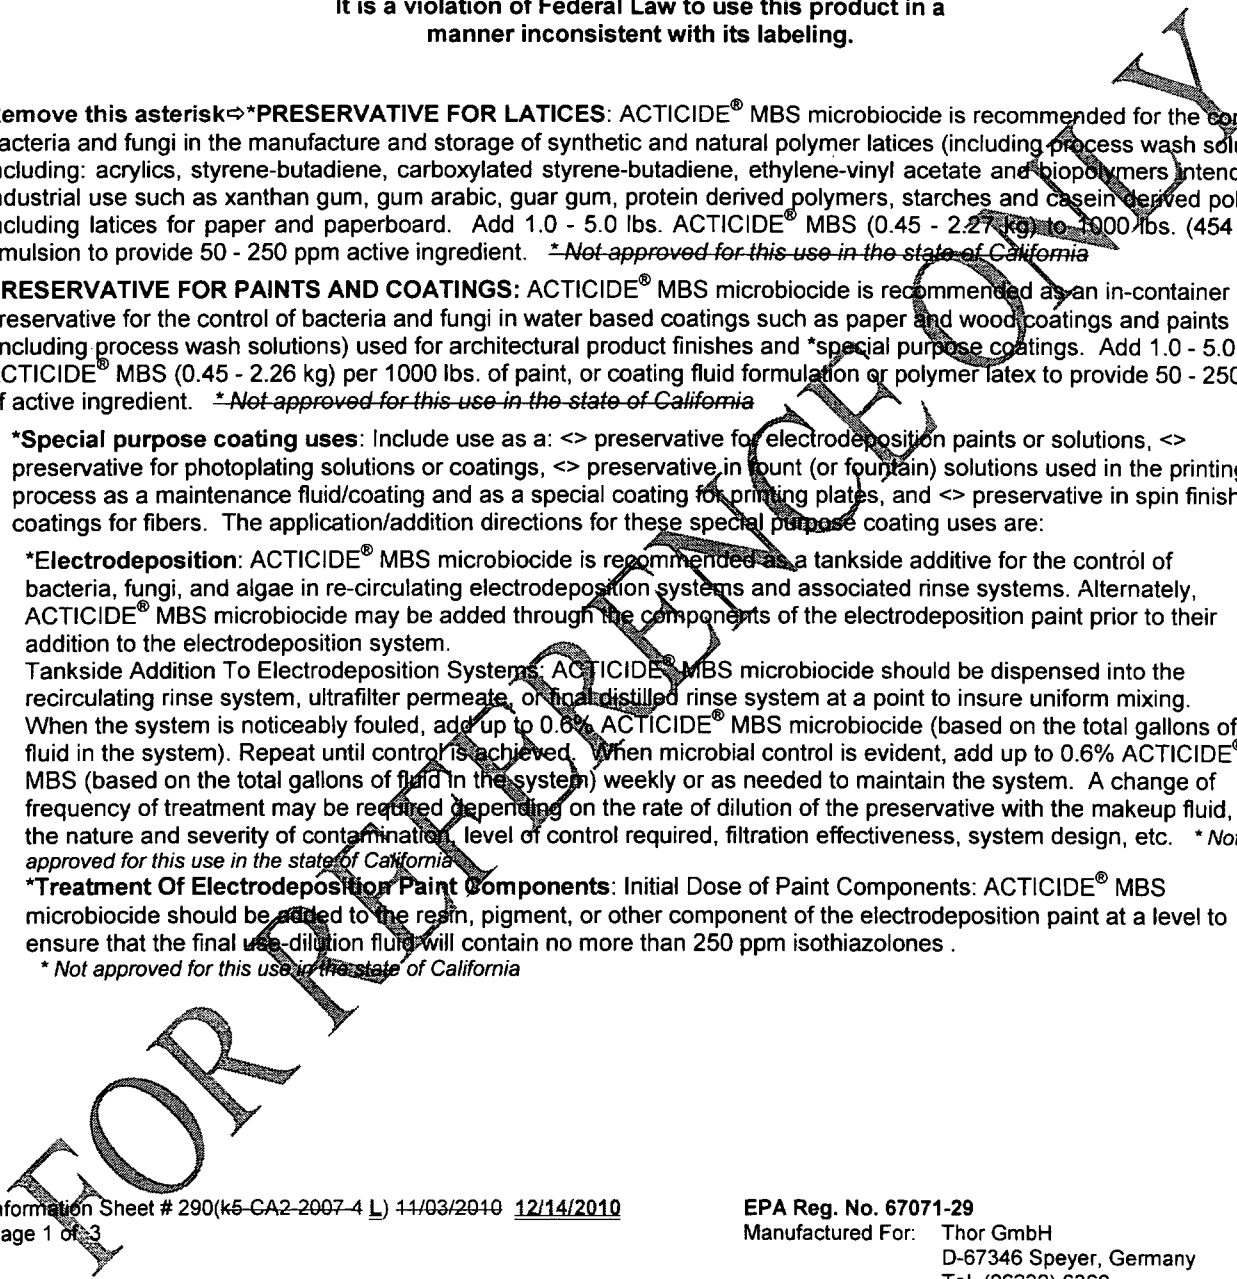 It is a violation of Federal Law to use this product in a
manner inconsistent with its labeling.
emove this asterisk⇨*PRESERVATIVE FOR LATICES: ACTICIDE® MBS microbiocide is recommended for the con
acteria and fungi in the manufacture and storage of synthetic and natural polymer latices (including process wash solu
cluding: acrylics, styrene-butadiene, carboxylated styrene-butadiene, ethylene-vinyl acetate and biopolymers intend
dustrial use such as xanthan gum, gum arabic, guar gum, protein derived polymers, starches and casein derived pol
cluding latices for paper and paperboard. Add 1.0 - 5.0 lbs. ACTICIDE® MBS (0.45 - 2.27 kg) to 1000 lbs. (454
mulsion to provide 50 - 250 ppm active ingredient. * Not approved for this use in the state of California
RESERVATIVE FOR PAINTS AND COATINGS: ACTICIDE® MBS microbiocide is recommended as an in-container
reservative for the control of bacteria and fungi in water based coatings such as paper and wood coatings and paints
ncluding process wash solutions) used for architectural product finishes and *special purpose coatings. Add 1.0 - 5.0
CTICIDE® MBS (0.45 - 2.26 kg) per 1000 lbs. of paint, or coating fluid formulation or polymer latex to provide 50 - 250
f active ingredient. * Not approved for this use in the state of California
*Special purpose coating uses: Include use as a: <> preservative for electrodeposition paints or solutions, <>
preservative for photoplating solutions or coatings, <> preservative in fount (or fountain) solutions used in the printing
process as a maintenance fluid/coating and as a special coating for printing plates, and <> preservative in spin finish
coatings for fibers. The application/addition directions for these special purpose coating uses are:
*Electrodeposition: ACTICIDE® MBS microbiocide is recommended as a tankside additive for the control of
bacteria, fungi, and algae in re-circulating electrodeposition systems and associated rinse systems. Alternately,
ACTICIDE® MBS microbiocide may be added through the components of the electrodeposition paint prior to their
addition to the electrodeposition system.
Tankside Addition To Electrodeposition Systems: ACTICIDE® MBS microbiocide should be dispensed into the
recirculating rinse system, ultrafilter permeate, or final distilled rinse system at a point to insure uniform mixing.
When the system is noticeably fouled, add up to 0.6% ACTICIDE® MBS microbiocide (based on the total gallons of
fluid in the system). Repeat until control is achieved. When microbial control is evident, add up to 0.6% ACTICIDE®
MBS (based on the total gallons of fluid in the system) weekly or as needed to maintain the system. A change of
frequency of treatment may be required depending on the rate of dilution of the preservative with the makeup fluid,
the nature and severity of contamination, level of control required, filtration effectiveness, system design, etc. * Not
approved for this use in the state of California
*Treatment Of Electrodeposition Paint Components: Initial Dose of Paint Components: ACTICIDE® MBS
microbiocide should be added to the resin, pigment, or other component of the electrodeposition paint at a level to
ensure that the final use-dilution fluid will contain no more than 250 ppm isothiazolones .
* Not approved for this use in the state of California
FOR REFERENCE ONLY
nformation Sheet # 290(k5-CA2-2007-4 L) 11/03/2010 12/14/2010
age 1 of 3
EPA Reg. No. 67071-29
Manufactured For: Thor GmbH
D-67346 Speyer, Germany